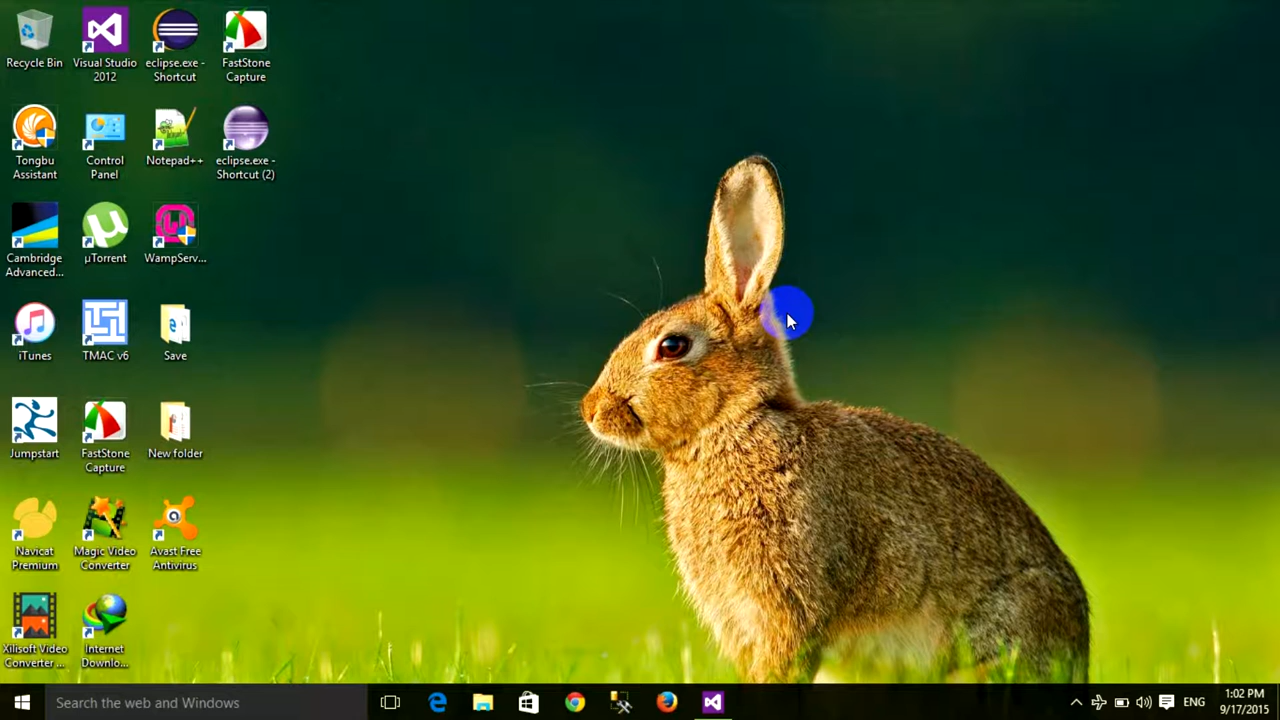 Recycle Bin
Visual Studio
2012
eclipse.exe -
Shortcut
FastStone
Capture
Tongbu
Assistant
Control
Panel
Notepad++
eclipse.exe -
Shortcut (2)
Cambridge
Advanced...
µTorrent
WampServ...
iTunes
TMAC v6
Save
Jumpstart
FastStone
Capture
New folder
Navicat
Premium
Magic Video
Converter
Avast Free
Antivirus
Xilisoft Video
Converter ...
Internet
Downlo...
Search the web and Windows
ENG
1:02 PM
9/17/2015